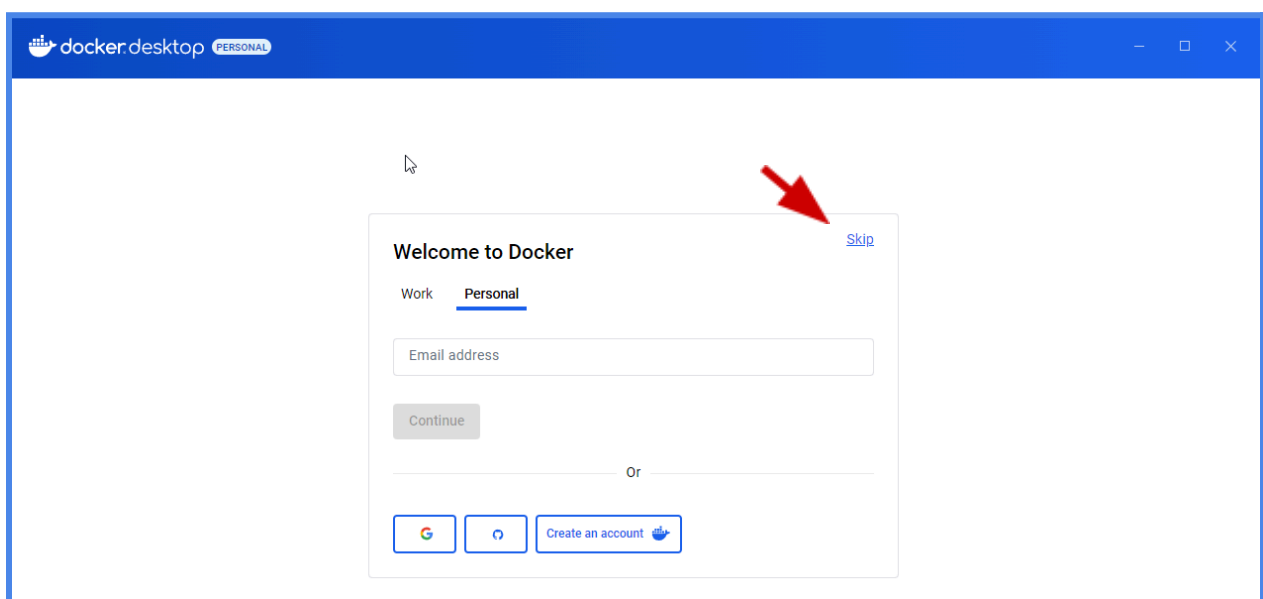 docker.desktop PERSONAL
Skip
Welcome to Docker
Work Personal
Email address
Continue
Or
Create an account